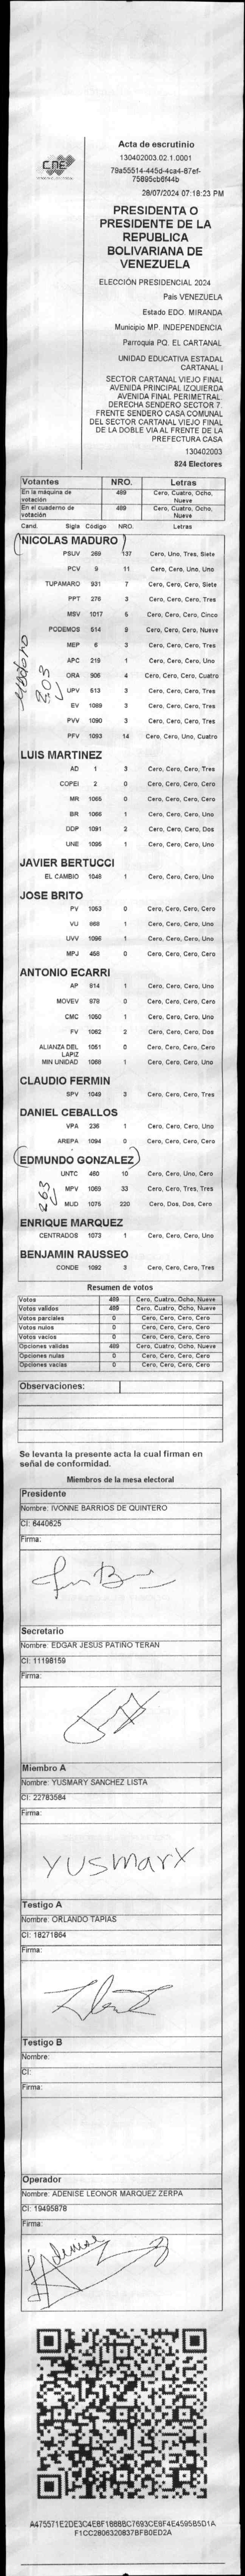 CNE
Acta de escrutinio
130402003.02.1.0001
79a55514-445d-4ca4-87ef-
75895cb6f44b
28/07/2024 07:18:23 PM
PRESIDENTA O
PRESIDENTE DE LA
REPUBLICA
BOLIVARIANA DE
VENEZUELA
ELECCIÓN PRESIDENCIAL 2024
Pais VENEZUELA
Estado EDO. MIRANDA
Municipio MP. INDEPENDENCIA
Parroquia PQ. EL CARTANAL
UNIDAD EDUCATIVA ESTADAL
CARTANAL I
SECTOR CARTANAL VIEJO FINAL
AVENIDA PRINCIPAL IZQUIERDA
AVENIDA FINAL PERIMETRAL.
DERECHA SENDERO SECTOR 7.
FRENTE SENDERO CASA COMUNAL
DEL SECTOR CARTANAL VIEJO FINAL
DE LA DOBLE VIA AL FRENTE DE LA
PREFECTURA CASA
130402003
824 Electores
Votantes NRO. Letras
En la máquina de votación 489 Cero, Cuatro, Ocho, Nueve
En el cuaderno de votación 489 Cero, Cuatro, Ocho, Nueve
Cand. Sigla Código NRO. Letras
NICOLAS MADURO
PSUV 269 137 Cero, Uno, Tres, Siete
PCV 9 11 Cero, Cero, Uno, Uno
TUPAMARO 931 7 Cero, Cero, Cero, Siete
PPT 276 3 Cero, Cero, Cero, Tres
MSV 1017 5 Cero, Cero, Cero, Cinco
PODEMOS 514 9 Cero, Cero, Cero, Nueve
MEP 6 3 Cero, Cero, Cero, Tres
APC 219 1 Cero, Cero, Cero, Uno
ORA 906 4 Cero, Cero, Cero, Cuatro
UPV 513 3 Cero, Cero, Cero, Tres
EV 1089 3 Cero, Cero, Cero, Tres
PVV 1090 3 Cero, Cero, Cero, Tres
PFV 1093 14 Cero, Cero, Uno, Cuatro
203
LUIS MARTINEZ
AD 1 3 Cero, Cero, Cero, Tres
COPEI 2 0 Cero, Cero, Cero, Cero
MR 1065 0 Cero, Cero, Cero, Cero
BR 1066 1 Cero, Cero, Cero, Uno
DDP 1091 2 Cero, Cero, Cero, Dos
UNE 1095 1 Cero, Cero, Cero, Uno
JAVIER BERTUCCI
EL CAMBIO 1048 1 Cero, Cero, Cero, Uno
JOSE BRITO
PV 1053 0 Cero, Cero, Cero, Cero
VU 868 1 Cero, Cero, Cero, Uno
UVV 1096 1 Cero, Cero, Cero, Uno
MPJ 458 0 Cero, Cero, Cero, Cero
ANTONIO ECARRI
AP 814 1 Cero, Cero, Cero, Uno
MOVEV 978 0 Cero, Cero, Cero, Cero
CMC 1050 1 Cero, Cero, Cero, Uno
FV 1062 2 Cero, Cero, Cero, Dos
ALIANZA DEL LAPIZ 1051 0 Cero, Cero, Cero, Cero
MIN UNIDAD 1068 1 Cero, Cero, Cero, Uno
CLAUDIO FERMIN
SPV 1049 3 Cero, Cero, Cero, Tres
DANIEL CEBALLOS
VPA 236 1 Cero, Cero, Cero, Uno
AREPA 1094 0 Cero, Cero, Cero, Cero
EDMUNDO GONZALEZ
UNTC 460 10 Cero, Cero, Uno, Cero
MPV 1069 33 Cero, Cero, Tres, Tres
MUD 1075 220 Cero, Dos, Dos, Cero
263
ENRIQUE MARQUEZ
CENTRADOS 1073 1 Cero, Cero, Cero, Uno
BENJAMIN RAUSSEO
CONDE 1092 3 Cero, Cero, Cero, Tres
Resumen de votos
Votos 489 Cero, Cuatro, Ocho, Nueve
Votos validos 489 Cero, Cuatro, Ocho, Nueve
Votos parciales 0 Cero, Cero, Cero, Cero
Votos nulos 0 Cero, Cero, Cero, Cero
Votos vacios 0 Cero, Cero, Cero, Cero
Opciones validas 489 Cero, Cuatro, Ocho, Nueve
Opciones nulas 0 Cero, Cero, Cero, Cero
Opciones vacias 0 Cero, Cero, Cero, Cero
Observaciones:
Se levanta la presente acta la cual firman en
señal de conformidad.
Miembros de la mesa electoral
Presidente
Nombre: IVONNE BARRIOS DE QUINTERO
CI: 6440625
Firma:
Secretario
Nombre: EDGAR JESUS PATIÑO TERAN
CI: 11198159
Firma:
Miembro A
Nombre: YUSMARY SANCHEZ LISTA
CI: 22783584
Firma:
YUSMARY
Testigo A
Nombre: ORLANDO TAPIAS
CI: 18271864
Firma:
Testigo B
Nombre:
CI:
Firma:
Operador
Nombre: ADENISE LEONOR MARQUEZ ZERPA
CI: 19495878
Firma:
Adenise
A475571E2DE3C4E8F1888BC7693CE6F4E4595B5D1A
F1CC2806320837BFB0ED2A